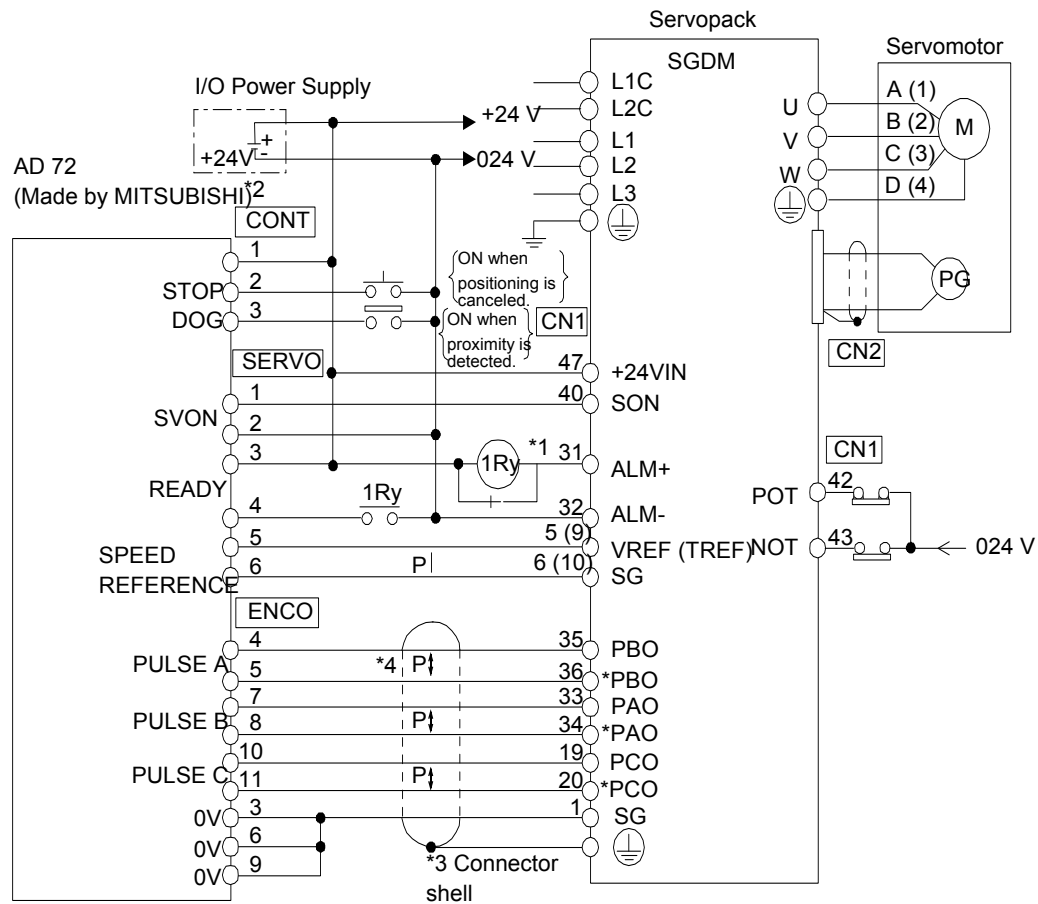 Servopack
SGDM
Servomotor
I/O Power Supply
+24V
+
-
+24 V
024 V
AD 72
(Made by MITSUBISHI)*2
CONT
1
STOP 2
DOG 3
ON when
positioning is
canceled.
ON when
proximity is
detected.
SERVO
1
SVON
2
3
READY
4
5
SPEED
REFERENCE
6
1Ry
*1
1Ry
P
ENCO
4
PULSE A
5
7
PULSE B
8
10
PULSE C
11
0V 3
0V 6
0V 9
*4 P
P
P
*3 Connector
shell
L1C
L2C
L1
L2
L3
CN1
47 +24VIN
40 SON
31 ALM+
32 ALM-
5 (9) VREF (TREF)
6 (10) SG
35 PBO
36 *PBO
33 PAO
34 *PAO
19 PCO
20 *PCO
1 SG
U A (1)
V B (2)
W C (3)
D (4)
M
PG
CN2
CN1
POT 42
NOT 43
024 V